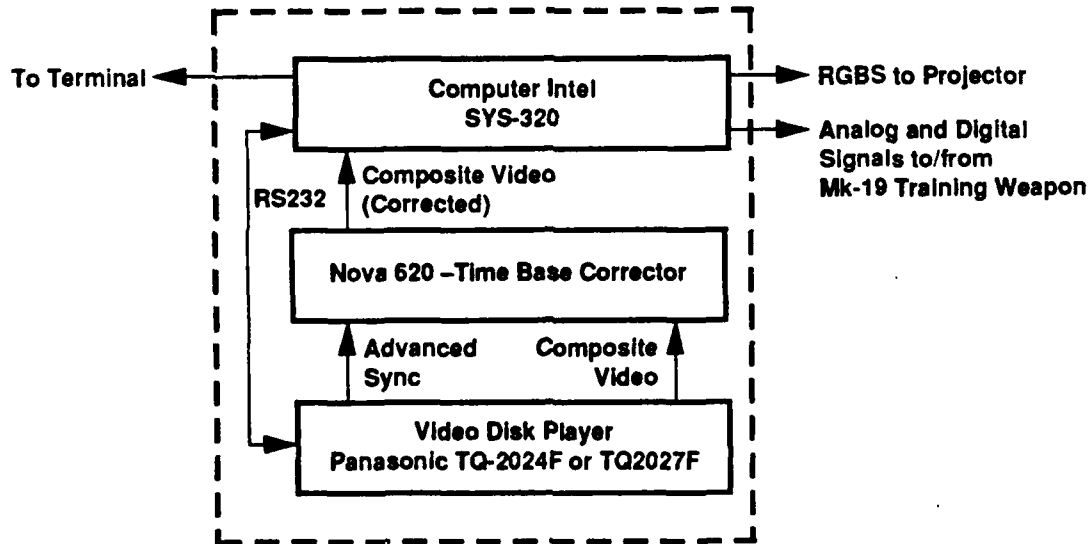 To Terminal
Computer Intel
SYS-320
RGBS to Projector
Analog and Digital
Signals to/from
Mk-19 Training Weapon
RS232
Composite Video
(Corrected)
Nova 620 –Time Base Corrector
Advanced
Sync
Composite
Video
Video Disk Player
Panasonic TQ-2024F or TQ2027F